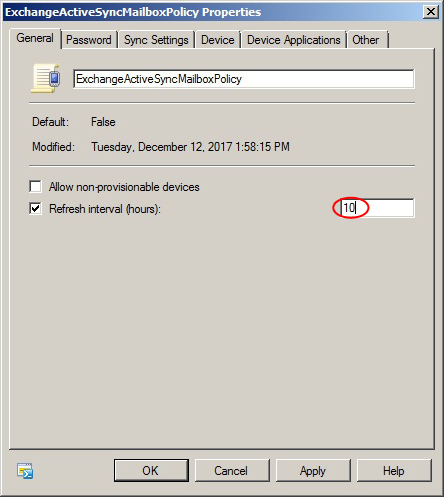 ExchangeActiveSyncMailboxPolicy Properties
General Password Sync Settings Device Device Applications Other
ExchangeActiveSyncMailboxPolicy
Default: False
Modified: Tuesday, December 12, 2017 1:58:15 PM
Allow non-provisionable devices
Refresh interval (hours): 10
OK Cancel Apply Help